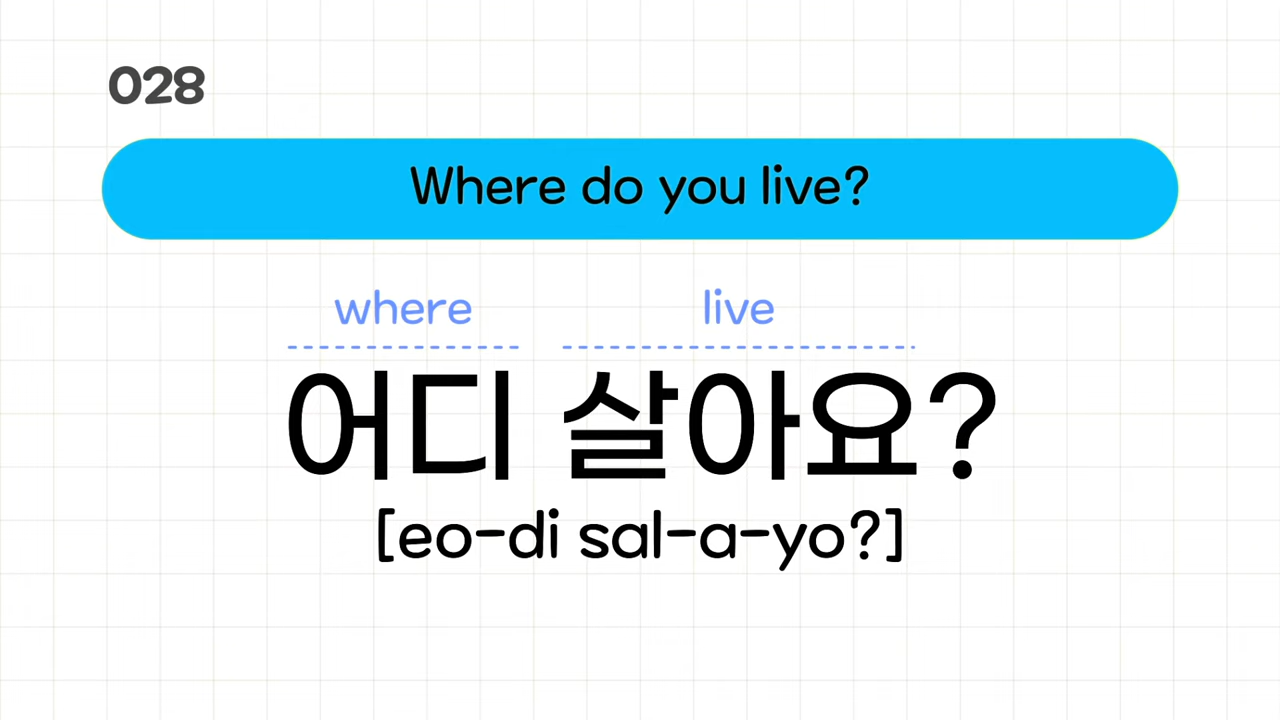 028
Where do you live?
where live
어디 살아요?
[eo-di sal-a-yo?]